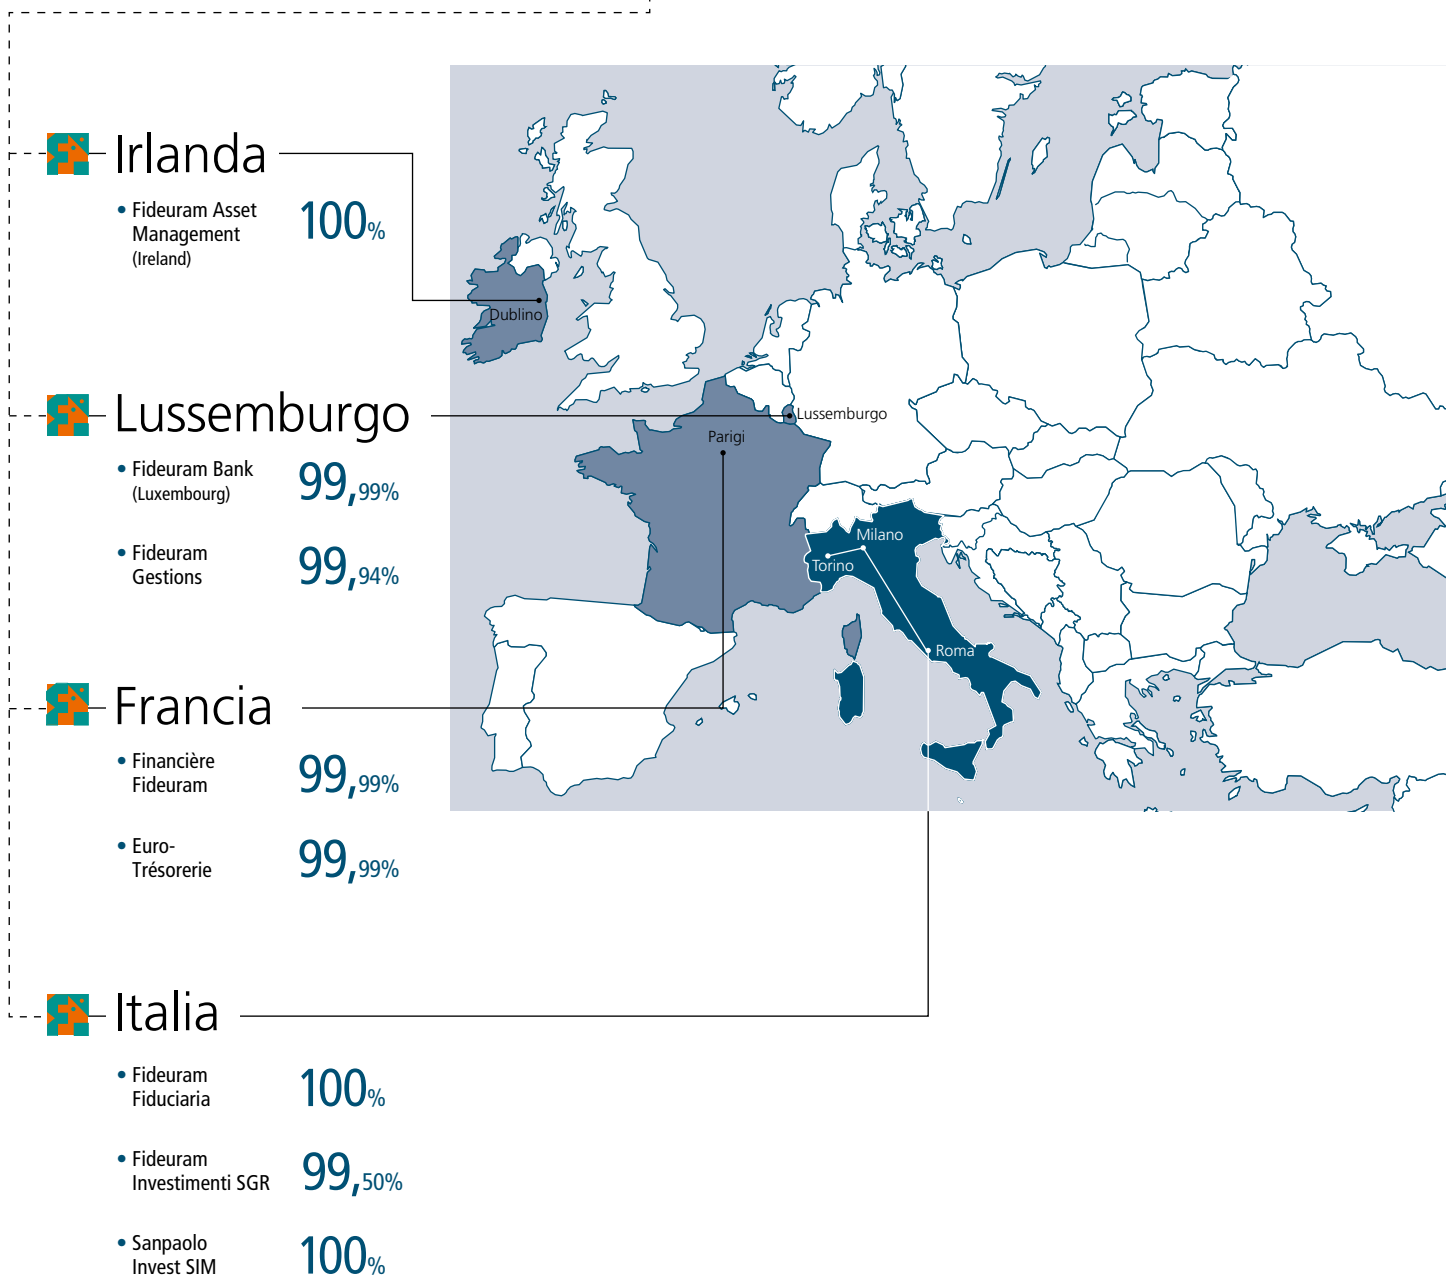 Irlanda
• Fideuram Asset
Management
(Ireland)
100%
Lussemburgo
• Fideuram Bank
(Luxembourg)
99,99%
• Fideuram
Gestions
99,94%
Francia
• Financière
Fideuram
99,99%
• Euro-
Trésorerie
99,99%
Italia
• Fideuram
Fiduciaria
100%
• Fideuram
Investimenti SGR
99,50%
• Sanpaolo
Invest SIM
100%
Dublino
Lussemburgo
Parigi
Milano
Torino
Roma